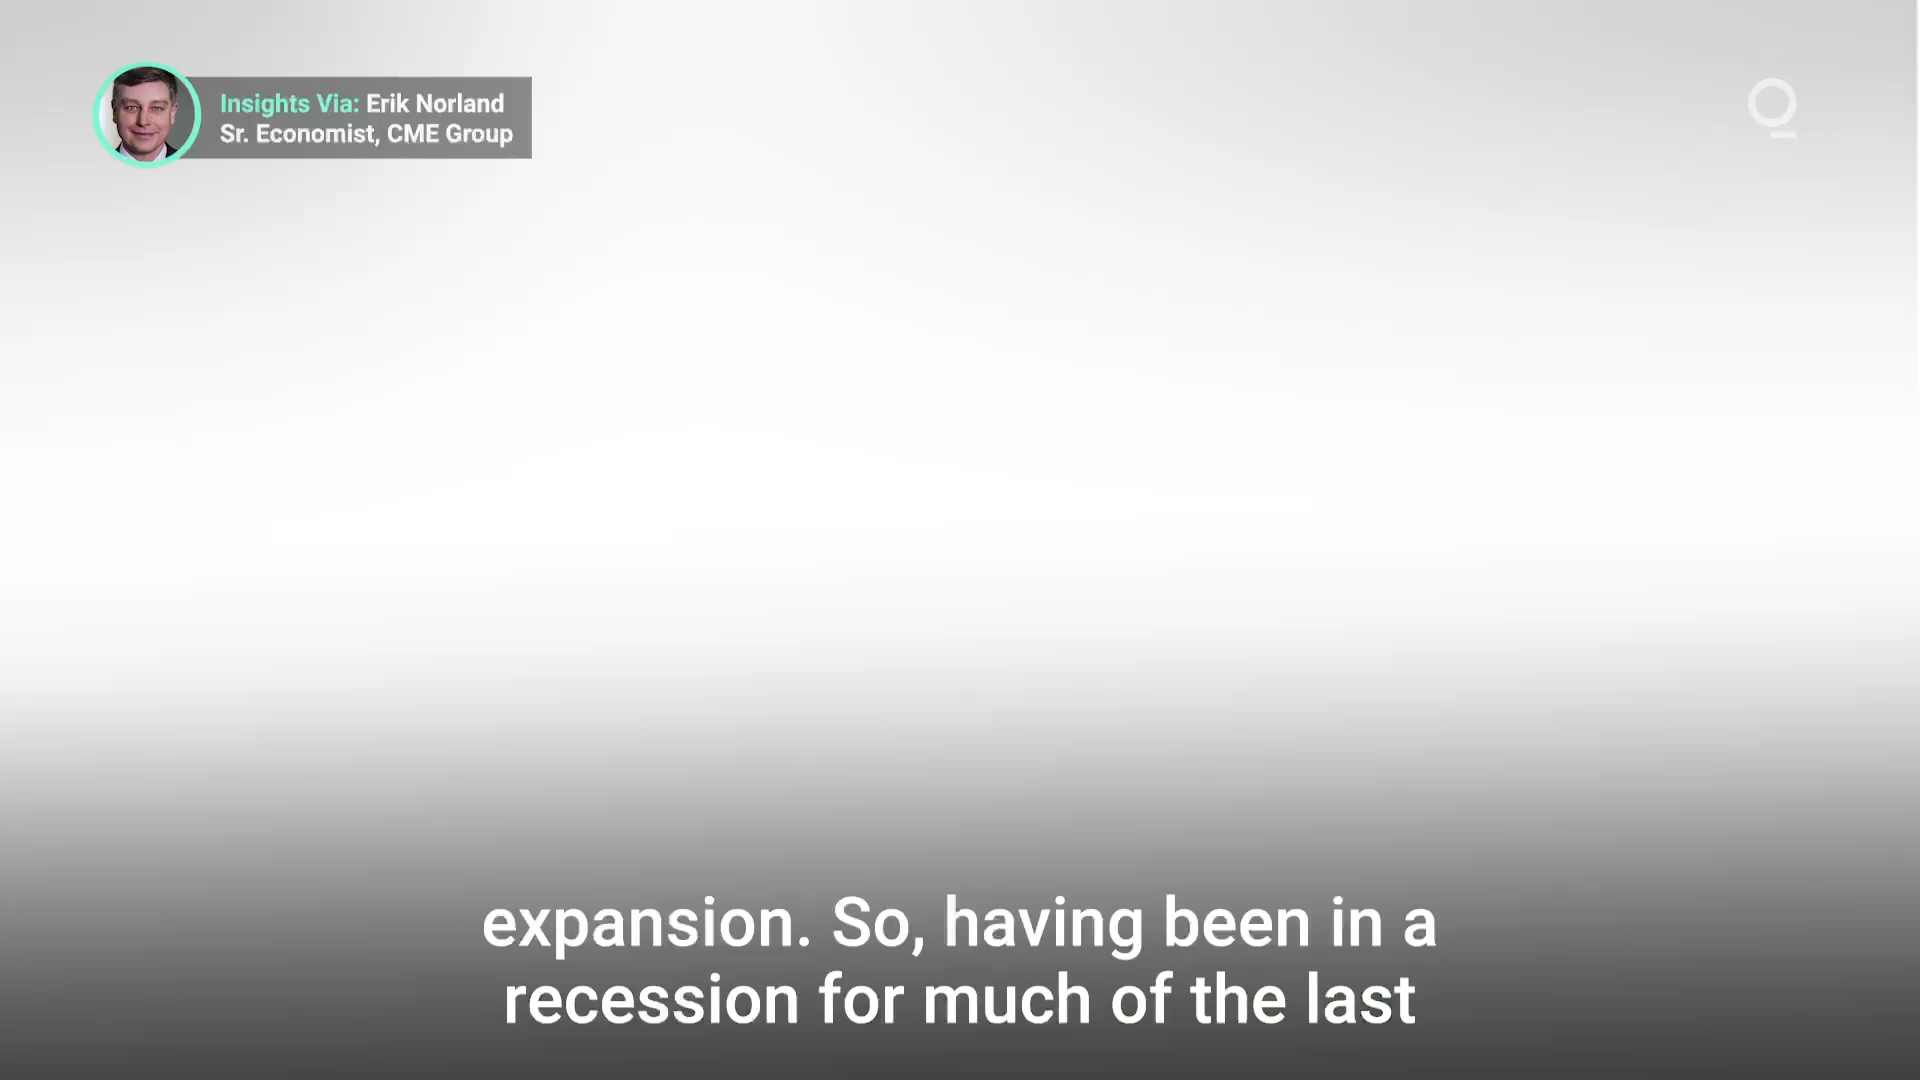 Insights Via: Erik Norland
Sr. Economist, CME Group
expansion. So, having been in a
recession for much of the last